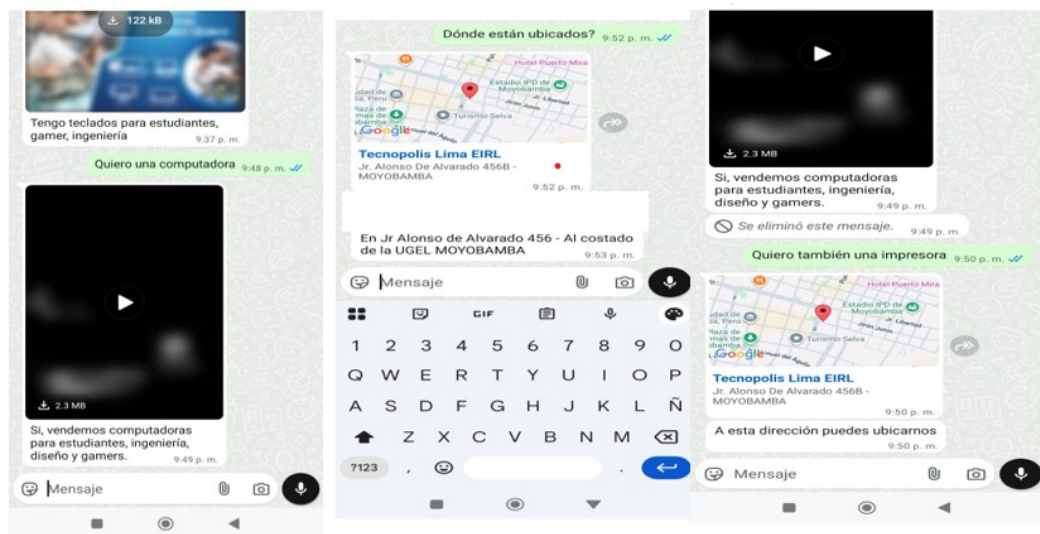 122 kB
Tengo teclados para estudiantes,
gamer, ingeniería
9:37 p. m.
Quiero una computadora 9:48 p. m.
2.3 MB
Si, vendemos computadoras
para estudiantes, ingeniería,
diseño y gamers. 9:49 p. m.
Mensaje
Dónde están ubicados? 9:52 p. m.
Hotel Puerto Mira
Estadio IPD de
Moyobamba
Jr. Libertad
Jirón Junín
Turismo Selva
Google
Tecnopolis Lima EIRL
Jr. Alonso De Alvarado 456B -
MOYOBAMBA
9:52 p. m.
En Jr Alonso de Alvarado 456 - Al costado
de la UGEL MOYOBAMBA 9:53 p. m.
Mensaje
GIF
1 2 3 4 5 6 7 8 9 0
Q W E R T Y U I O P
A S D F G H J K L Ñ
Z X C V B N M
?123 , .
2.3 MB
Si, vendemos computadoras
para estudiantes, ingeniería,
diseño y gamers. 9:49 p. m.
Se eliminó este mensaje. 9:49 p. m.
Quiero también una impresora 9:50 p. m.
Hotel Puerto Mira
Estadio IPD de
Moyobamba
Jr. Libertad
Jirón Junín
Turismo Selva
Google
Tecnopolis Lima EIRL
Jr. Alonso De Alvarado 456B -
MOYOBAMBA
9:50 p. m.
A esta dirección puedes ubicarnos
9:50 p. m.
Mensaje